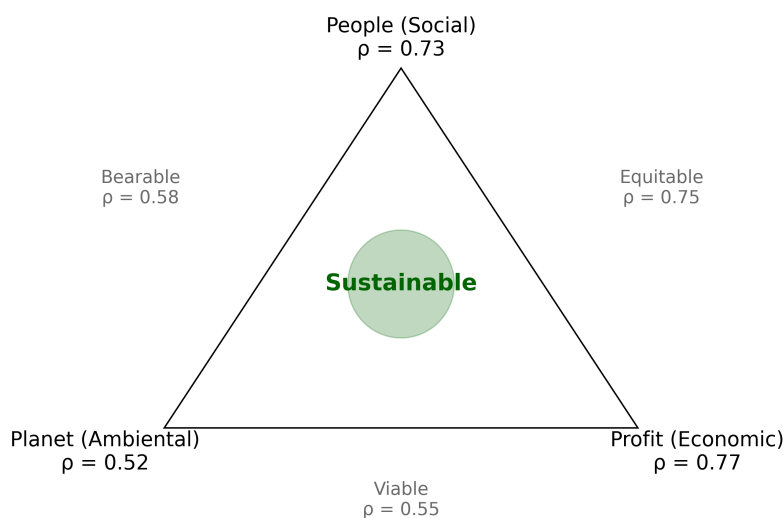 People (Social)
ρ = 0.73
Bearable
ρ = 0.58
Equitable
ρ = 0.75
Sustainable
Planet (Ambiental)
ρ = 0.52
Profit (Economic)
ρ = 0.77
Viable
ρ = 0.55